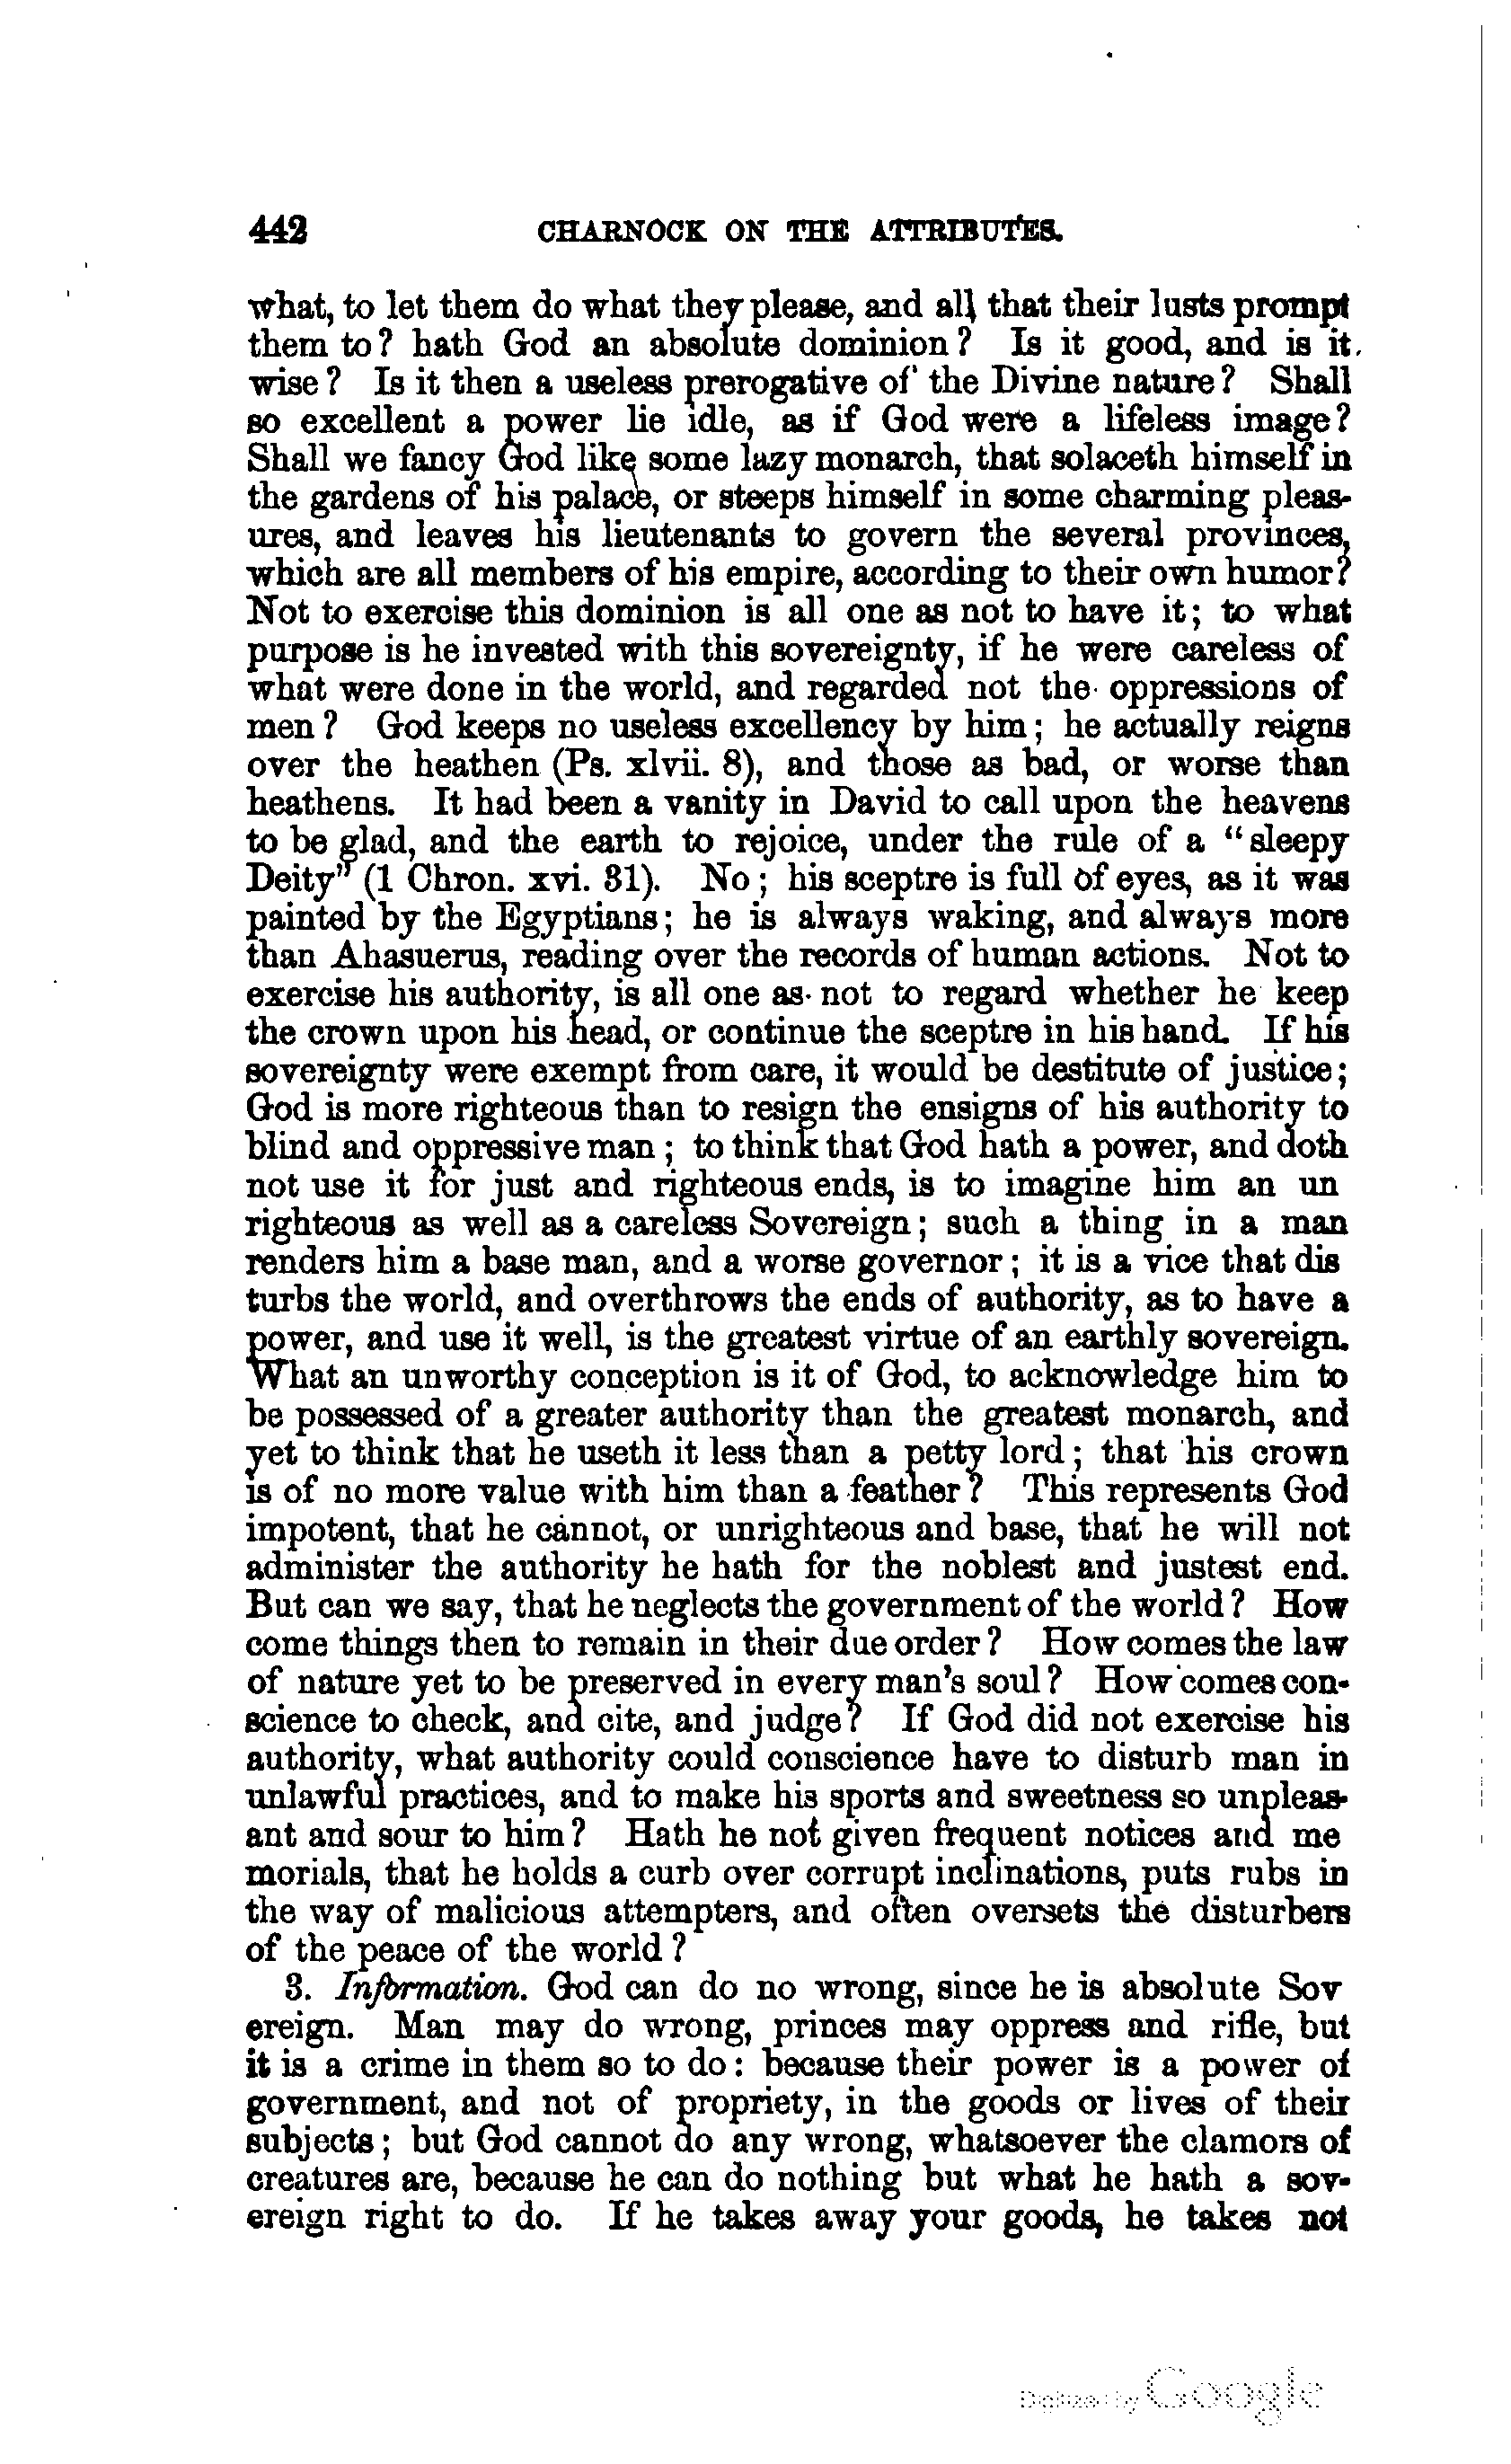 442 CHARNOCK ON THE ATTRIBUTES.
what, to let them do what they please, and all that their lusts prompt
them to? hath God an absolute dominion? Is it good, and is it
wise? Is it then a useless prerogative of the Divine nature? Shall
so excellent a power lie idle, as if God were a lifeless image?
Shall we fancy God like some lazy monarch, that solaceth himself in
the gardens of his palace, or steeps himself in some charming pleas-
ures, and leaves his lieutenants to govern the several provinces,
which are all members of his empire, according to their own humor?
Not to exercise this dominion is all one as not to have it; to what
purpose is he invested with this sovereignty, if he were careless of
what were done in the world, and regarded not the oppressions of
men? God keeps no useless excellency by him; he actually reigns
over the heathen (Ps. xlvii. 8), and those as bad, or worse than
heathens. It had been a vanity in David to call upon the heavens
to be glad, and the earth to rejoice, under the rule of a "sleepy
Deity" (1 Chron. xvi. 31). No; his sceptre is full of eyes, as it was
painted by the Egyptians; he is always waking, and always more
than Ahasuerus, reading over the records of human actions. Not to
exercise his authority, is all one as not to regard whether he keep
the crown upon his head, or continue the sceptre in his hand. If his
sovereignty were exempt from care, it would be destitute of justice;
God is more righteous than to resign the ensigns of his authority to
blind and oppressive man; to think that God hath a power, and doth
not use it for just and righteous ends, is to imagine him an un
righteous as well as a careless Sovereign; such a thing in a man
renders him a base man, and a worse governor; it is a vice that dis
turbs the world, and overthrows the ends of authority, as to have a
power, and use it well, is the greatest virtue of an earthly sovereign.
What an unworthy conception is it of God, to acknowledge him to
be possessed of a greater authority than the greatest monarch, and
yet to think that he useth it less than a petty lord; that his crown
is of no more value with him than a feather? This represents God
impotent, that he cannot, or unrighteous and base, that he will not
administer the authority he hath for the noblest and justest end.
But can we say, that he neglects the government of the world? How
come things then to remain in their due order? How comes the law
of nature yet to be preserved in every man's soul? How comes con-
science to check, and cite, and judge? If God did not exercise his
authority, what authority could conscience have to disturb man in
unlawful practices, and to make his sports and sweetness so unpleas-
ant and sour to him? Hath he not given frequent notices and me
morials, that he holds a curb over corrupt inclinations, puts rubs in
the way of malicious attempters, and often oversets the disturbers
of the peace of the world?
3. Information. God can do no wrong, since he is absolute Sov
ereign. Man may do wrong, princes may oppress and rifle, but
it is a crime in them so to do: because their power is a power of
government, and not of propriety, in the goods or lives of their
subjects; but God cannot do any wrong, whatsoever the clamors of
creatures are, because he can do nothing but what he hath a sov-
ereign right to do. If he takes away your goods, he takes not
Digitized by Google